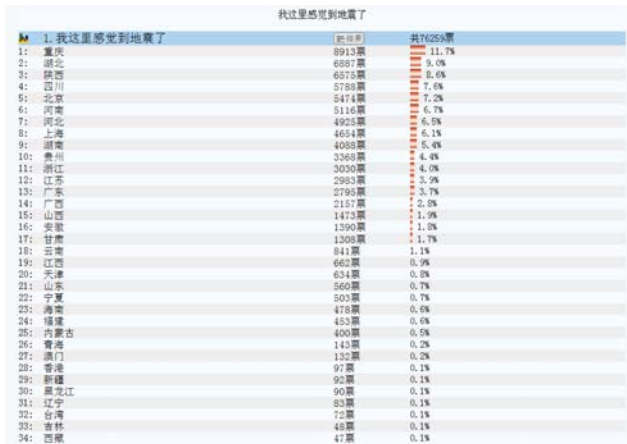 我这里感觉到地震了
1. 我这里感觉到地震了 共76259票
1: 重庆 8913票 11.7%
2: 湖北 6887票 9.0%
3: 陕西 6575票 8.6%
4: 四川 5788票 7.6%
5: 北京 5474票 7.2%
6: 河南 5116票 6.7%
7: 河北 4925票 6.5%
8: 上海 4654票 6.1%
9: 湖南 4088票 5.4%
10: 贵州 3368票 4.4%
11: 浙江 3030票 4.0%
12: 江苏 2983票 3.9%
13: 广东 2795票 3.7%
14: 广西 2157票 2.8%
15: 山西 1473票 1.9%
16: 安徽 1390票 1.8%
17: 甘肃 1308票 1.7%
18: 云南 841票 1.1%
19: 江西 662票 0.9%
20: 天津 634票 0.8%
21: 山东 560票 0.7%
22: 宁夏 503票 0.7%
23: 海南 478票 0.6%
24: 福建 453票 0.6%
25: 内蒙古 400票 0.5%
26: 青海 143票 0.2%
27: 澳门 132票 0.2%
28: 香港 97票 0.1%
29: 新疆 92票 0.1%
30: 黑龙江 90票 0.1%
31: 辽宁 83票 0.1%
32: 台湾 72票 0.1%
33: 吉林 48票 0.1%
34: 西藏 47票 0.1%